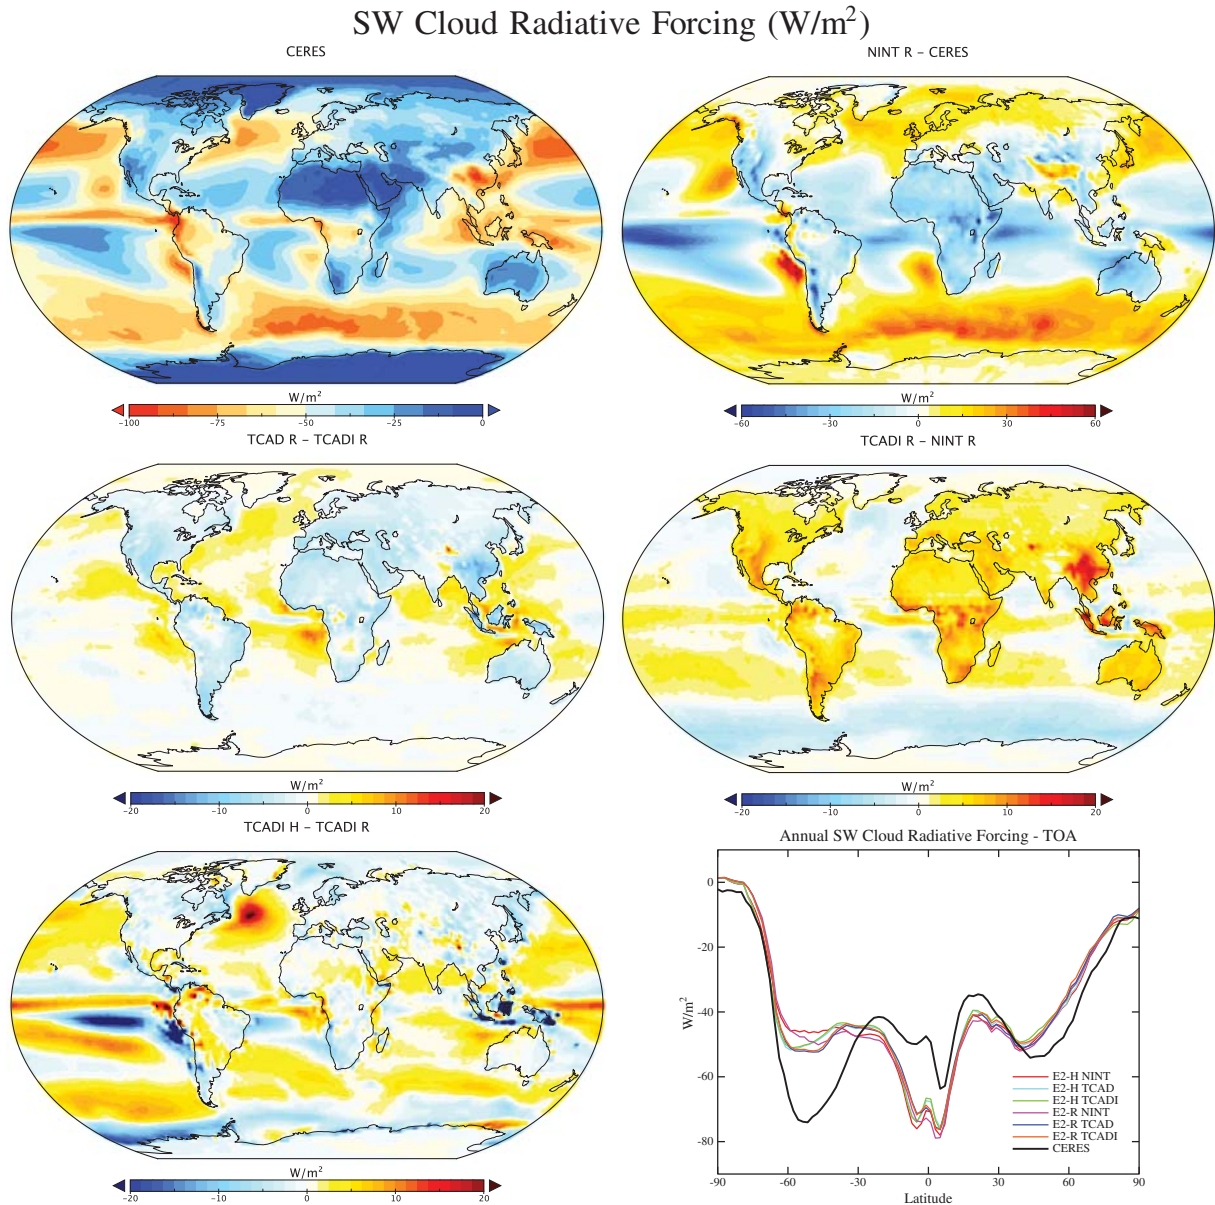 SW Cloud Radiative Forcing (W/m²)
CERES
NINT R – CERES
W/m²
-100 -75 -50 -25 0
W/m²
-60 -30 0 30 60
TCAD R – TCADI R
TCADI R – NINT R
W/m²
-20 -10 0 10 20
W/m²
-20 -10 0 10 20
TCADI H – TCADI R
W/m²
-20 -10 0 10 20
Annual SW Cloud Radiative Forcing - TOA
0
-20
-40
-60
-80
W/m²
E2-H NINT
E2-H TCAD
E2-H TCADI
E2-R NINT
E2-R TCAD
E2-R TCADI
CERES
-90 -60 -30 0 30 60 90
Latitude